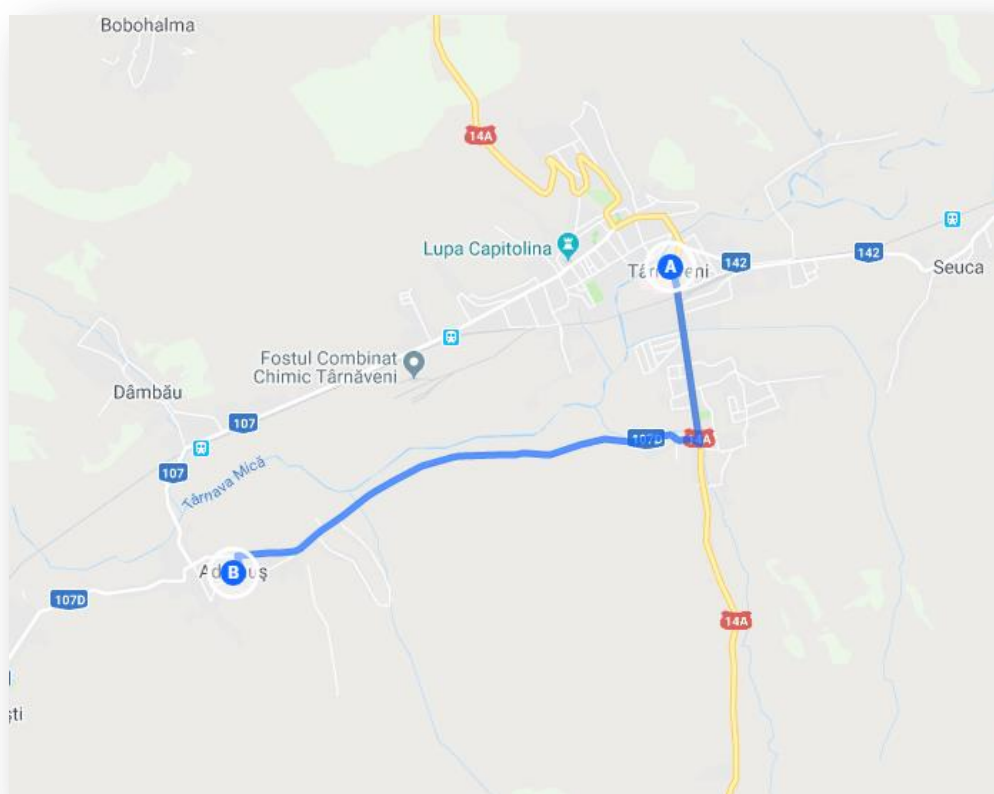 Bobohalma
14A
Lupa Capitolina
A
142
142
Seuca
Fostul Combinat
Chimic Târnăveni
Dâmbău
107
107D
14A
107
Târnava Mică
B
107D
14A
ști